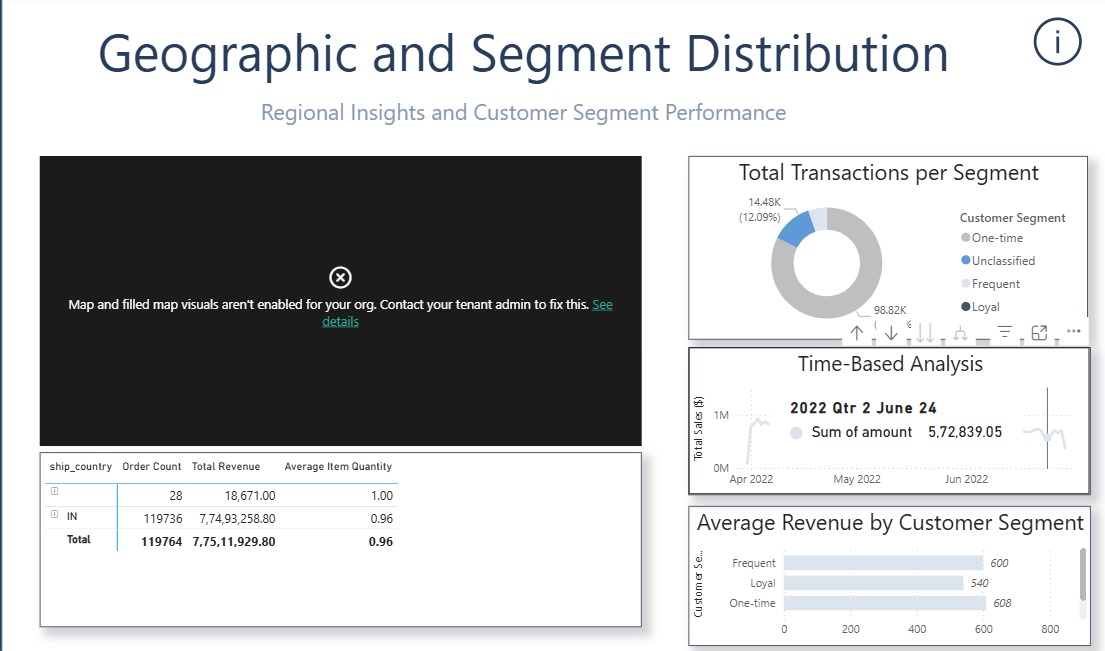 Geographic and Segment Distribution
i
Regional Insights and Customer Segment Performance
Map and filled map visuals aren't enabled for your org. Contact your tenant admin to fix this. See
details
ship_country Order Count Total Revenue Average Item Quantity
28 18,671.00 1.00
IN 119736 7,74,93,258.80 0.96
Total 119764 7,75,11,929.80 0.96
Total Transactions per Segment
14.48K
(12.09%)
98.82K
Customer Segment
One-time
Unclassified
Frequent
Loyal
Time-Based Analysis
Total Sales ($)
1M
0M
2022 Qtr 2 June 24
Sum of amount 5,72,839.05
Apr 2022 May 2022 Jun 2022
Average Revenue by Customer Segment
Customer Se...
Frequent 600
Loyal 540
One-time 608
0 200 400 600 800